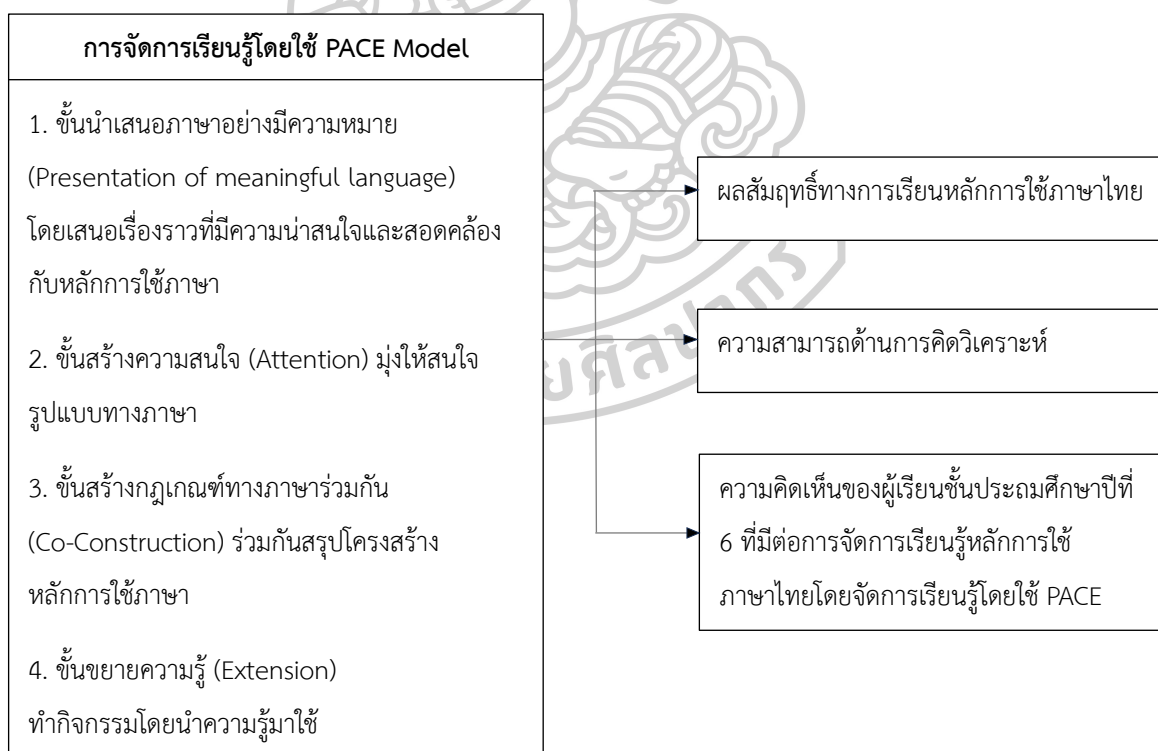 การจัดการเรียนรู้โดยใช้ PACE Model
1. ขั้นนำเสนอภาษาอย่างมีความหมาย
(Presentation of meaningful language)
โดยเสนอเรื่องราวที่มีความน่าสนใจและสอดคล้อง
กับหลักการใช้ภาษา
2. ขั้นสร้างความสนใจ (Attention) มุ่งให้สนใจ
รูปแบบทางภาษา
3. ขั้นสร้างกฎเกณฑ์ทางภาษาร่วมกัน
(Co-Construction) ร่วมกันสรุปโครงสร้าง
หลักการใช้ภาษา
4. ขั้นขยายความรู้ (Extension)
ทำกิจกรรมโดยนำความรู้มาใช้
ผลสัมฤทธิ์ทางการเรียนหลักการใช้ภาษาไทย
ความสามารถด้านการคิดวิเคราะห์
ความคิดเห็นของผู้เรียนชั้นประถมศึกษาปีที่
6 ที่มีต่อการจัดการเรียนรู้หลักการใช้
ภาษาไทยโดยจัดการเรียนรู้โดยใช้ PACE